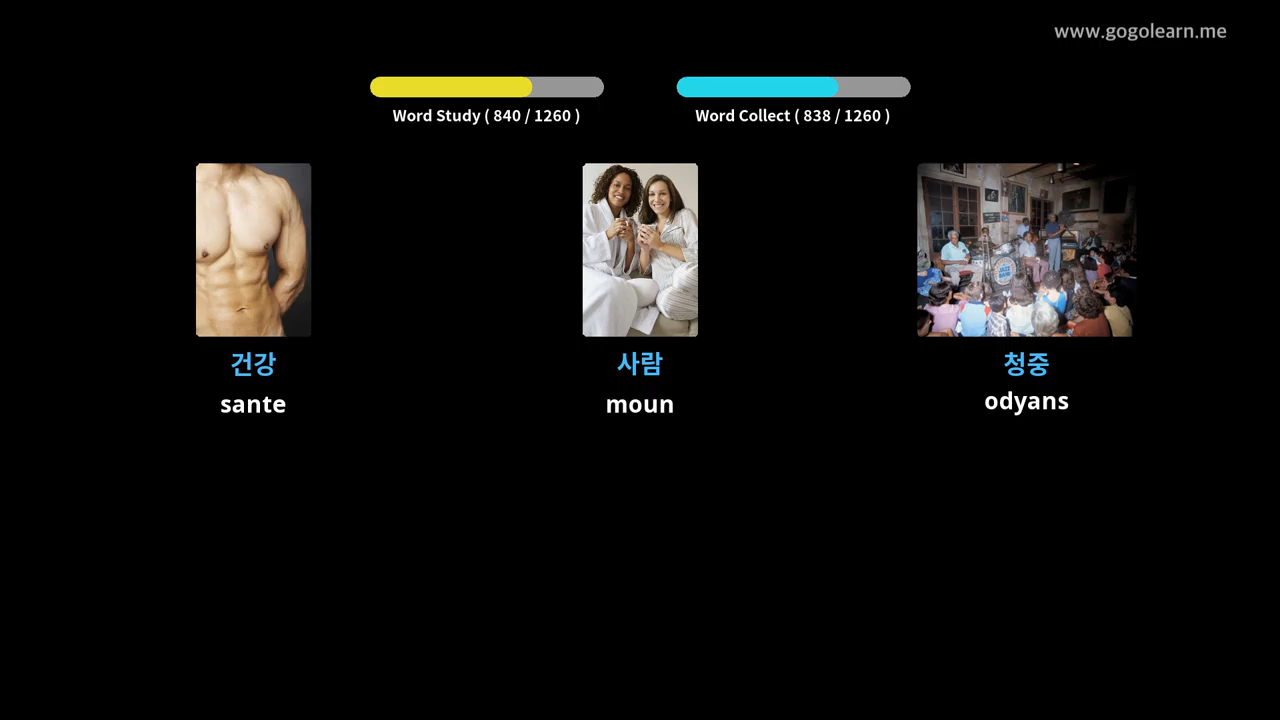 www.gogolearn.me
Word Study ( 840 / 1260 )
Word Collect ( 838 / 1260 )
건강
사람
청중
sante
moun
odyans